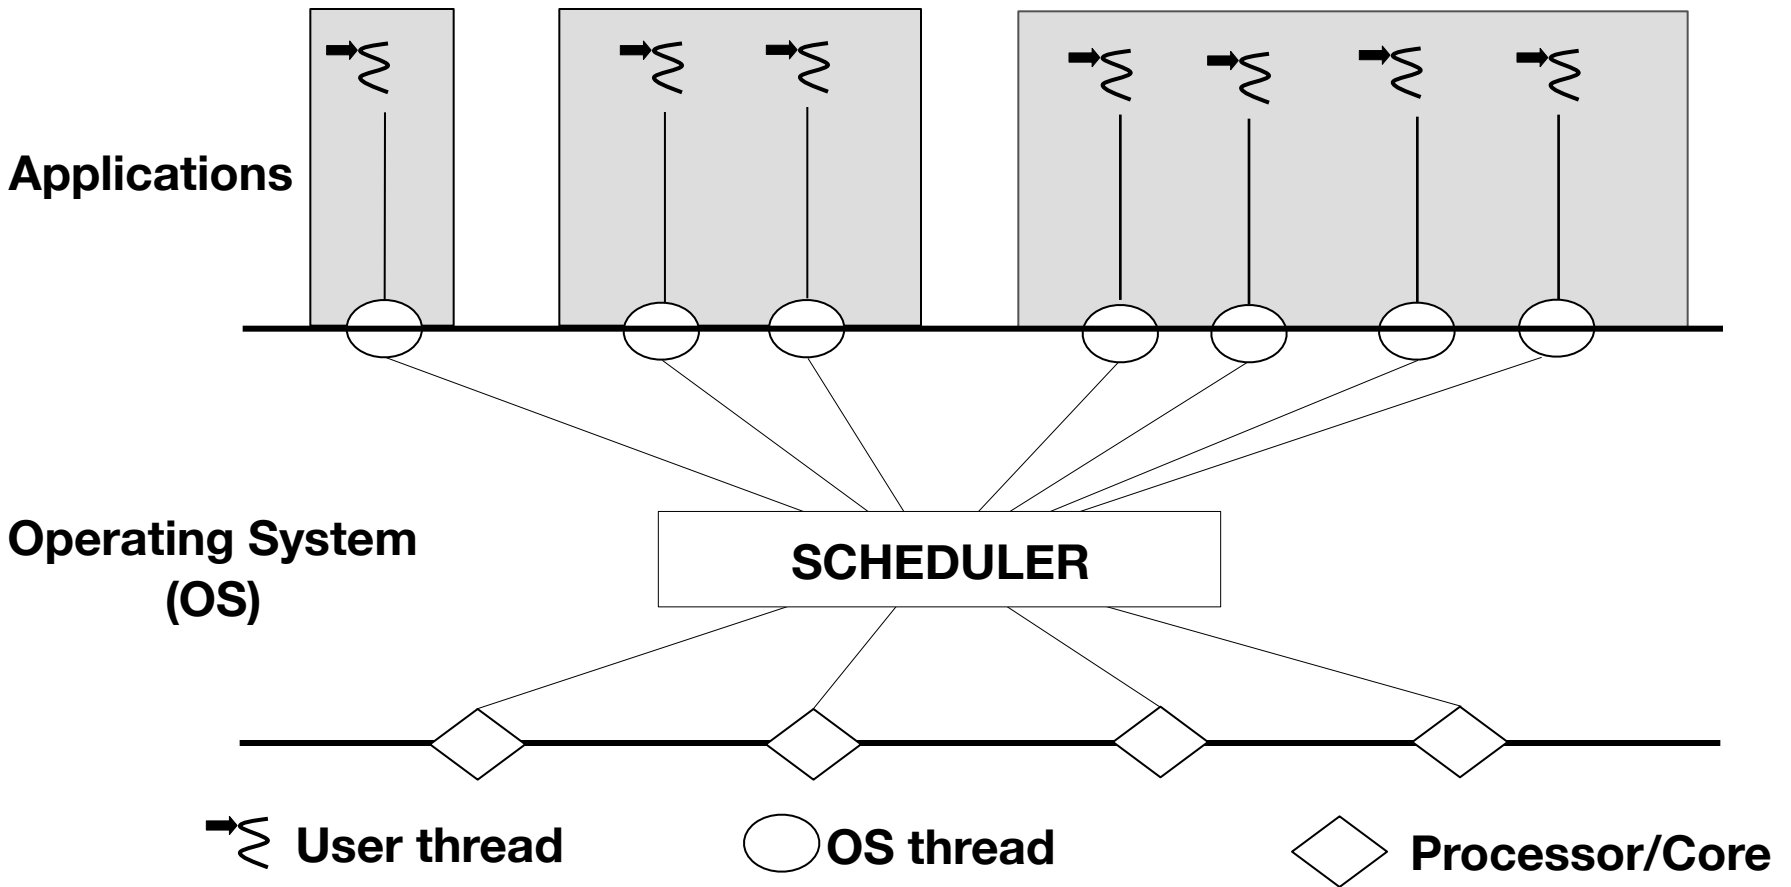 Applications
Operating System
(OS)
SCHEDULER
User thread
OS thread
Processor/Core